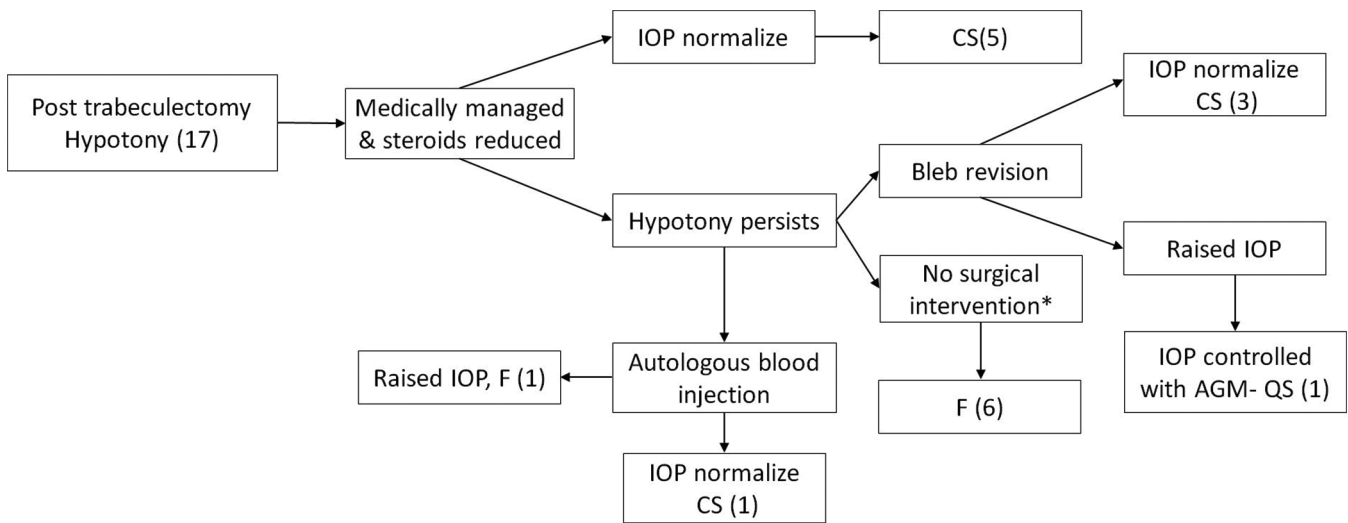 Post trabeculectomy
Hypotony (17)
Medically managed
& steroids reduced
IOP normalize
CS(5)
Hypotony persists
Bleb revision
IOP normalize
CS (3)
Raised IOP
IOP controlled
with AGM- QS (1)
No surgical
intervention*
F (6)
Autologous blood
injection
Raised IOP, F (1)
IOP normalize
CS (1)